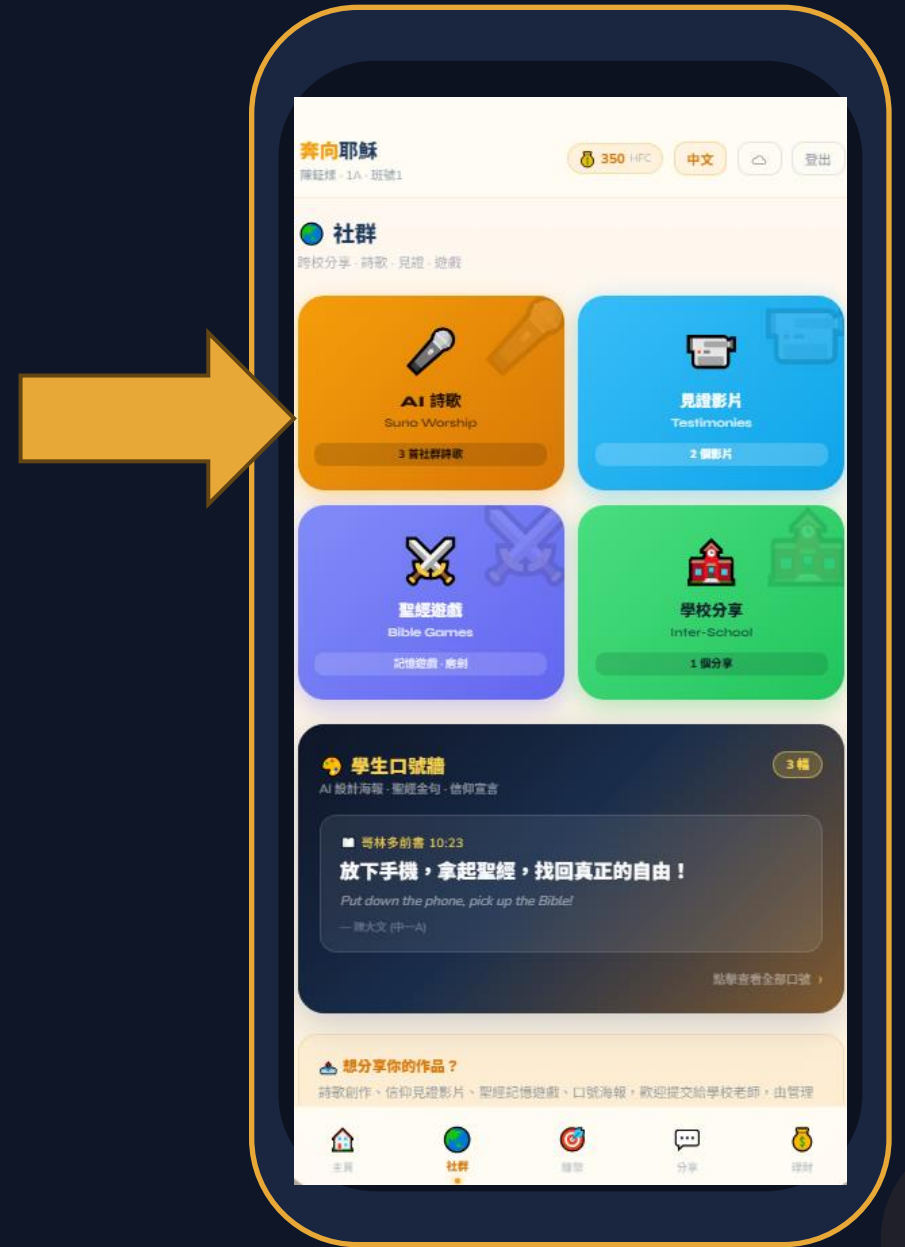 奔向耶穌
350 HFC
中文
登出
1A · 班號1
社群
跨校分享 · 詩歌 · 見證 · 遊戲
AI 詩歌
Suno Worship
3 首社群詩歌
見證影片
Testimonies
2 個影片
聖經遊戲
Bible Games
記憶遊戲 ·
學校分享
Inter-School
1 個分享
學生口號牆
3 幅
AI 設計海報 · 聖經金句 · 信仰宣言
哥林多前書 10:23
放下手機，拿起聖經，找回真正的自由！
Put down the phone, pick up the Bible!
— 陳大文 (中一A)
點擊查看全部口號 ›
想分享你的作品？
詩歌創作、信仰見證影片、聖經記憶遊戲、口號海報，歡迎提交給學校老師，由管理
主頁
社群
分享
理財